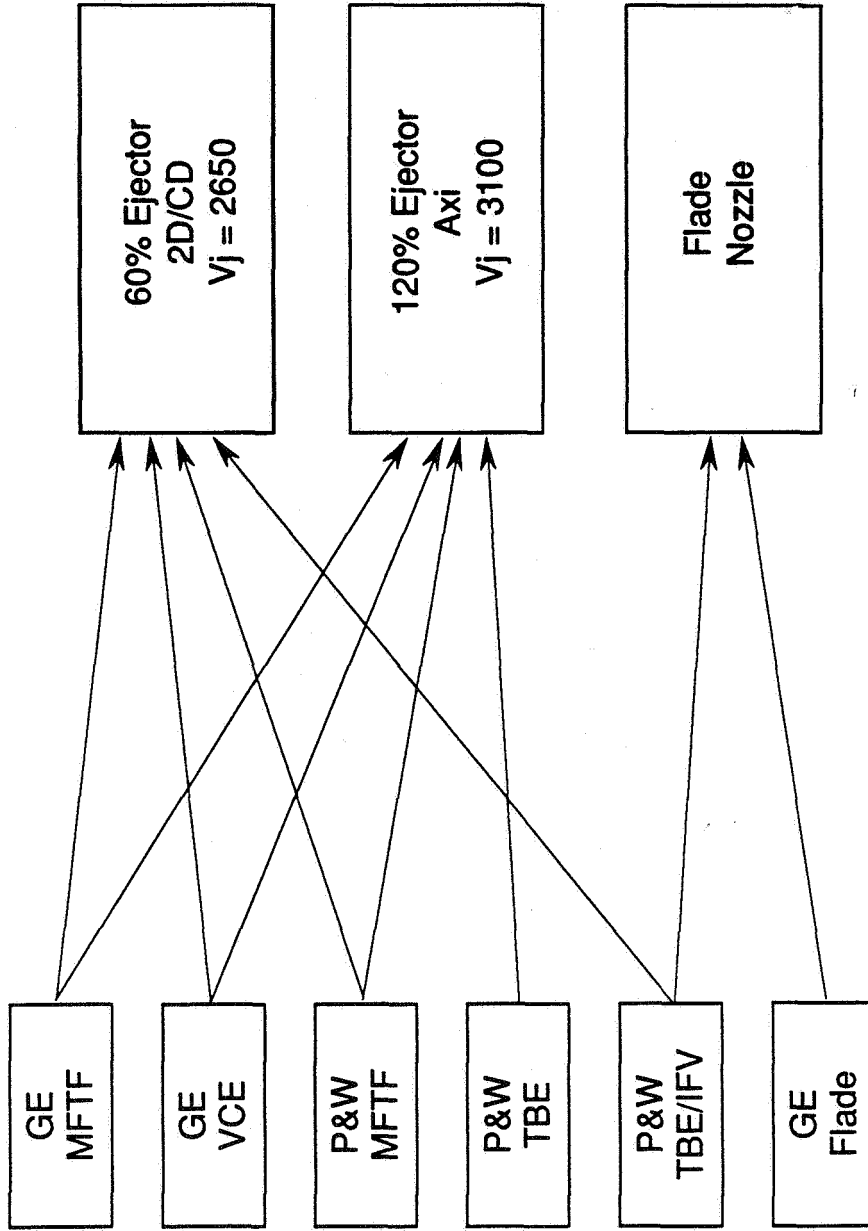 GE
MFTF
GE
VCE
P&W
MFTF
P&W
TBE
P&W
TBE/IFV
GE
Flade
60% Ejector
2D/CD
Vj = 2650
120% Ejector
Axi
Vj = 3100
Flade
Nozzle